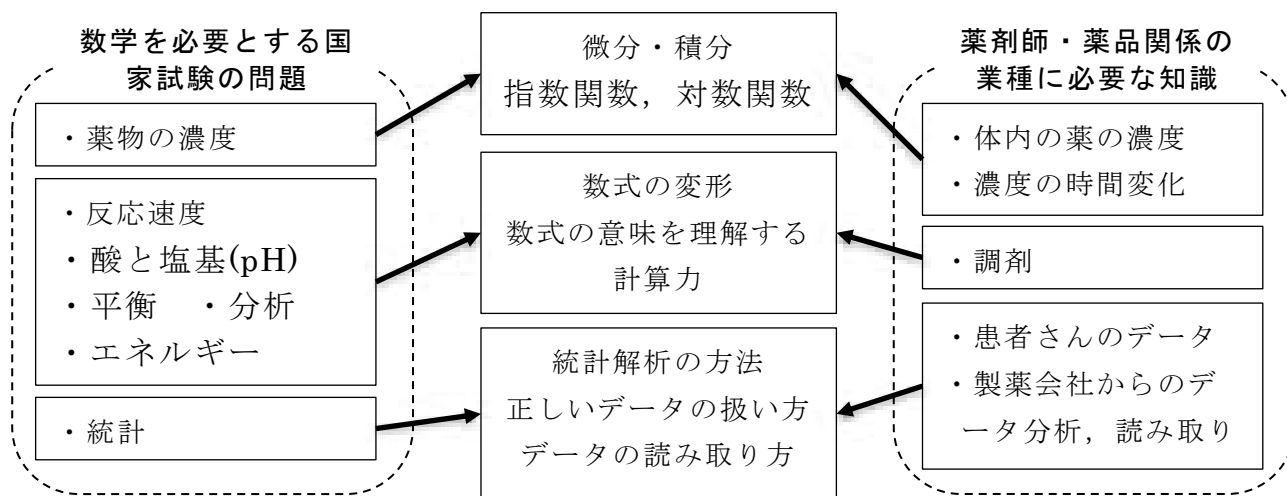 数学を必要とする国
家試験の問題
・薬物の濃度
・反応速度
・酸と塩基(pH)
・平衡　・分析
・エネルギー
・統計
微分・積分
指数関数，対数関数
数式の変形
数式の意味を理解する
計算力
統計解析の方法
正しいデータの扱い方
データの読み取り方
薬剤師・薬品関係の
業種に必要な知識
・体内の薬の濃度
・濃度の時間変化
・調剤
・患者さんのデータ
・製薬会社からのデ
ータ分析，読み取り